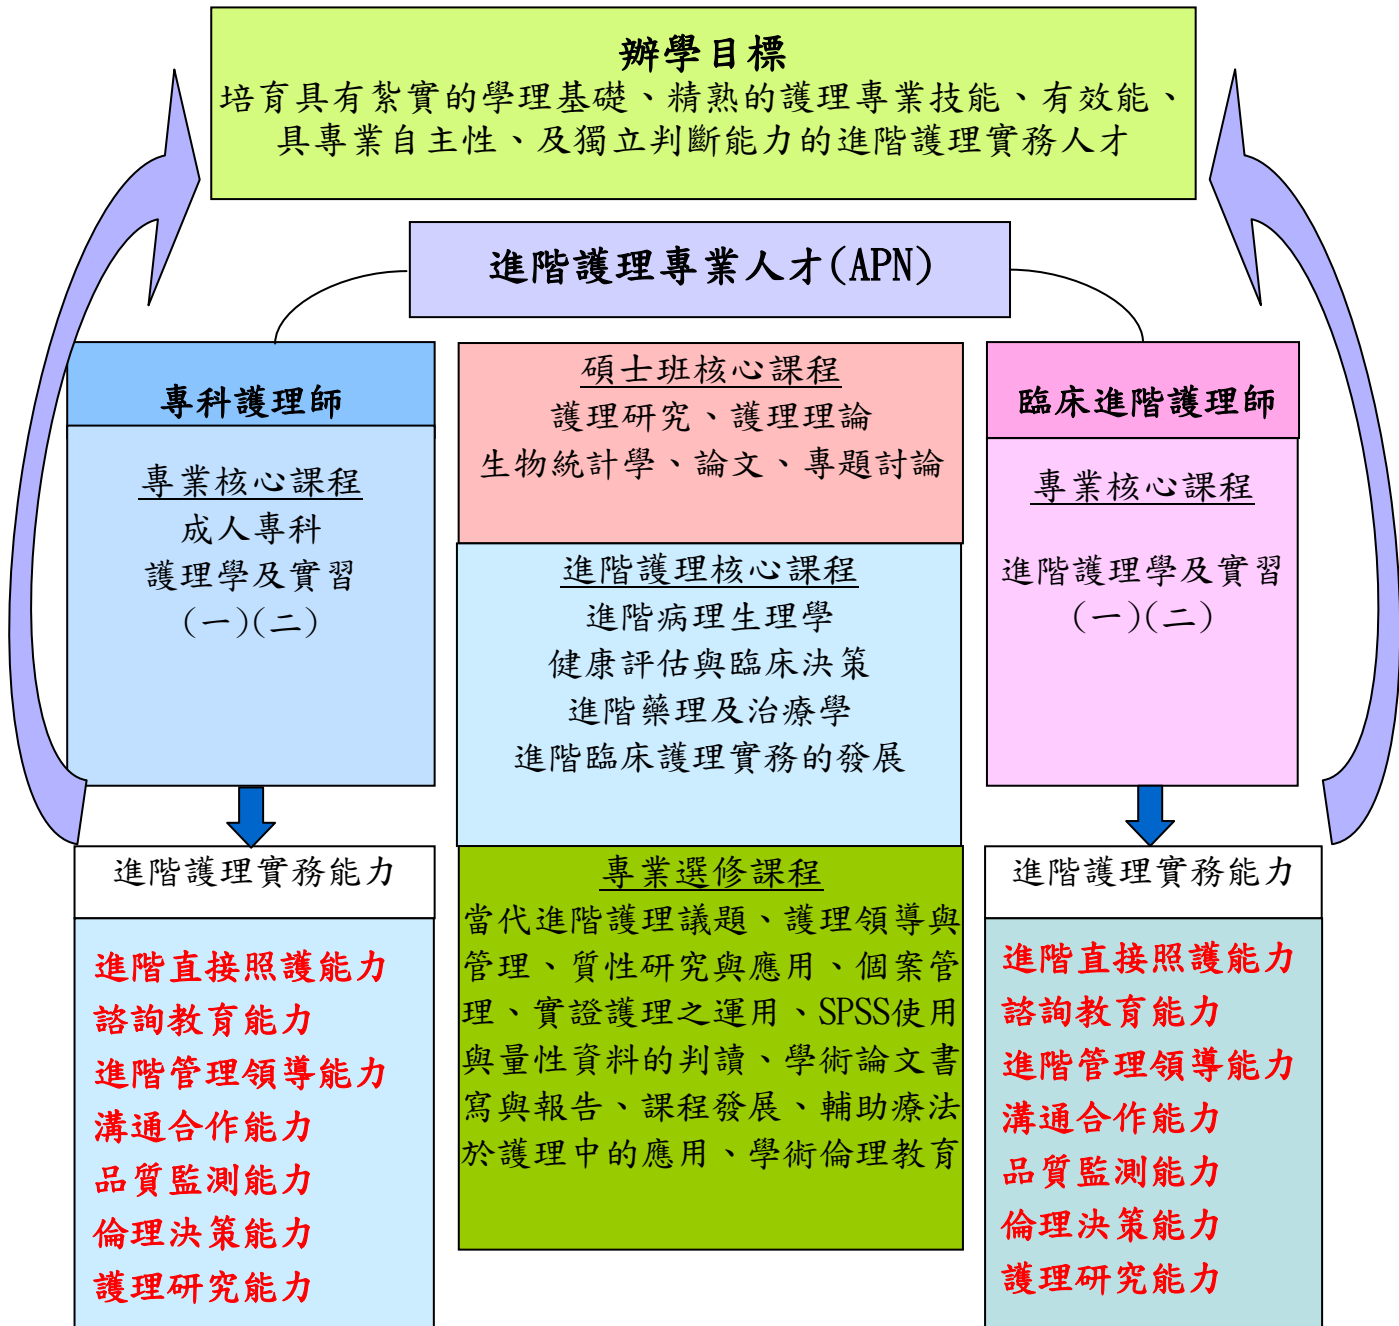 辦學目標
培育具有紮實的學理基礎、精熟的護理專業技能、有效能、
具專業自主性、及獨立判斷能力的進階護理實務人才
進階護理專業人才(APN)
專科護理師
專業核心課程
成人專科
護理學及實習
(一)(二)
碩士班核心課程
護理研究、護理理論
生物統計學、論文、專題討論
進階護理核心課程
進階病理生理學
健康評估與臨床決策
進階藥理及治療學
進階臨床護理實務的發展
臨床進階護理師
專業核心課程
進階護理學及實習
(一)(二)
進階護理實務能力
進階直接照護能力
諮詢教育能力
進階管理領導能力
溝通合作能力
品質監測能力
倫理決策能力
護理研究能力
專業選修課程
當代進階護理議題、護理領導與
管理、質性研究與應用、個案管
理、實證護理之運用、SPSS使用
與量性資料的判讀、學術論文書
寫與報告、課程發展、輔助療法
於護理中的應用、學術倫理教育
進階護理實務能力
進階直接照護能力
諮詢教育能力
進階管理領導能力
溝通合作能力
品質監測能力
倫理決策能力
護理研究能力